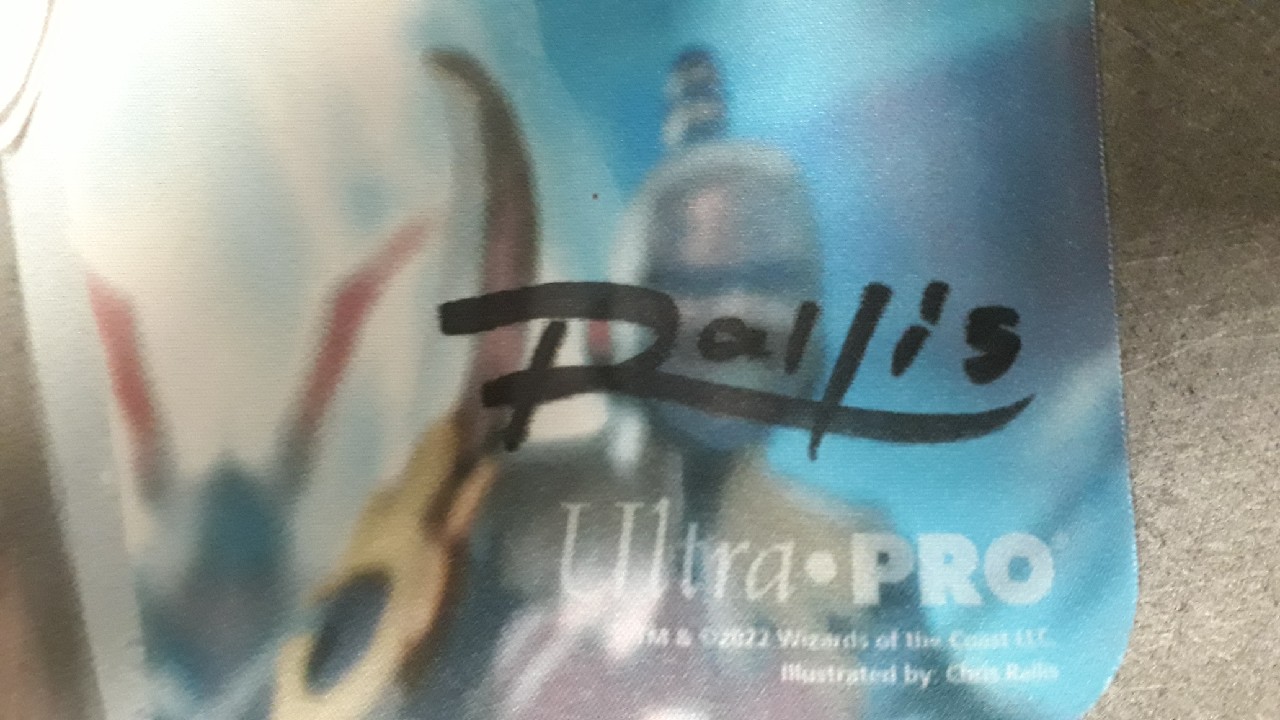 Rallis
Ultra•PRO®
TM & ©2022 Wizards of the Coast LLC.
Illustrated by: Chris Rallis